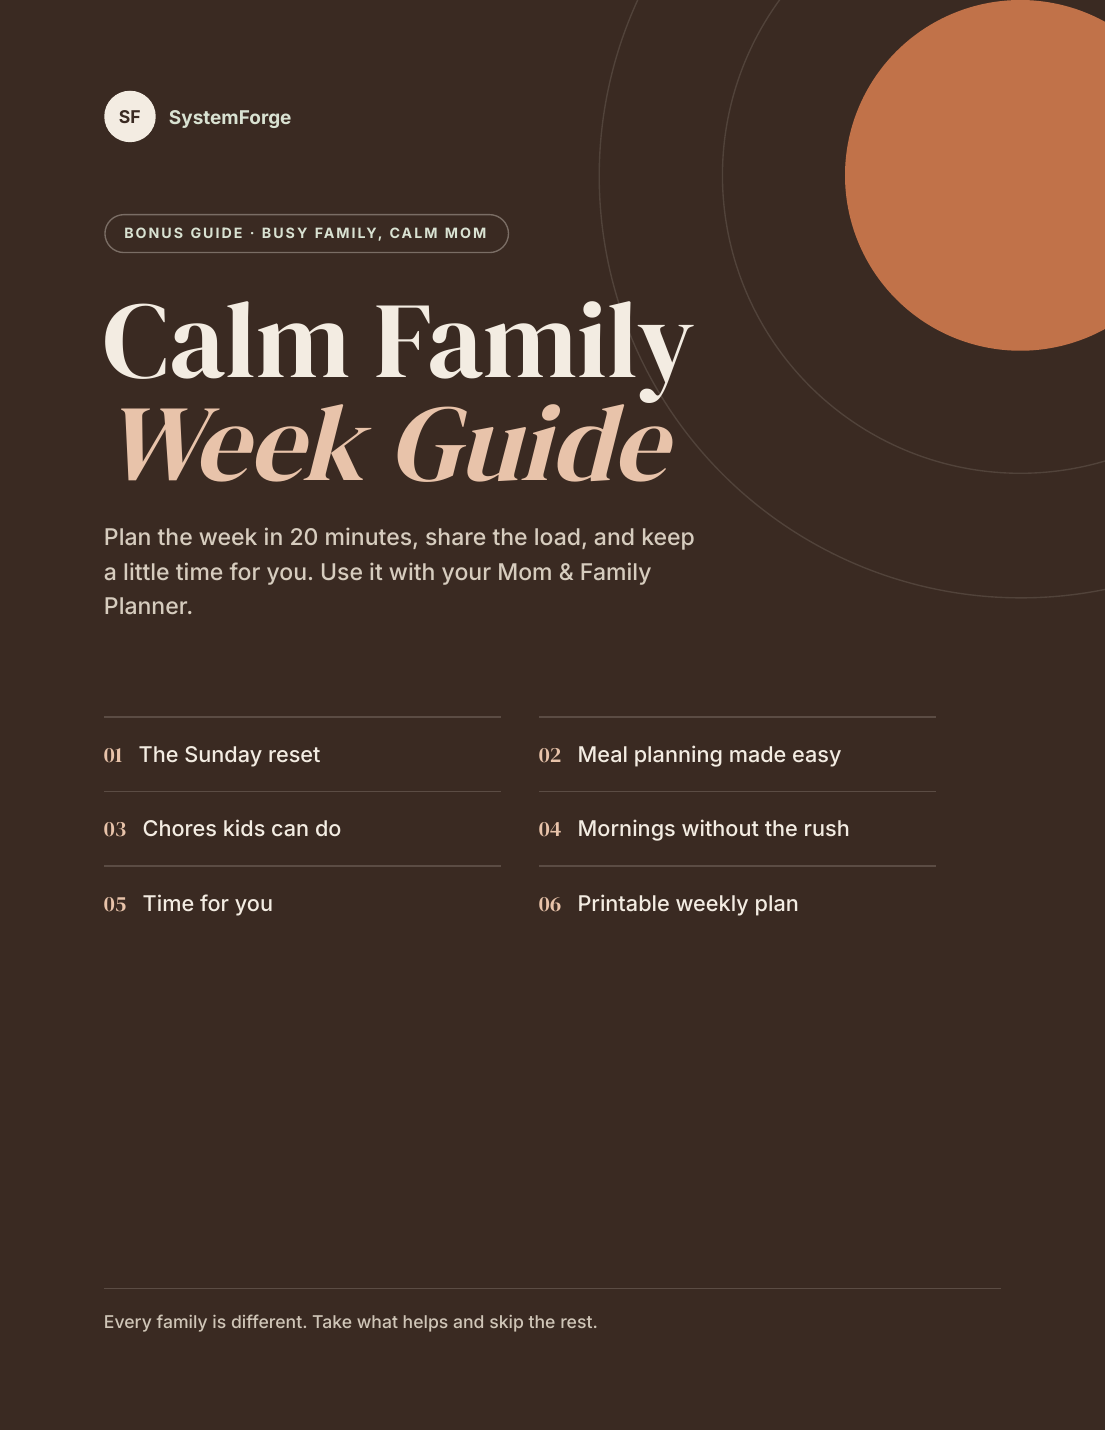 SF SystemForge
BONUS GUIDE · BUSY FAMILY, CALM MOM
Calm Family
Week Guide
Plan the week in 20 minutes, share the load, and keep
a little time for you. Use it with your Mom & Family
Planner.
01 The Sunday reset
02 Meal planning made easy
03 Chores kids can do
04 Mornings without the rush
05 Time for you
06 Printable weekly plan
Every family is different. Take what helps and skip the rest.